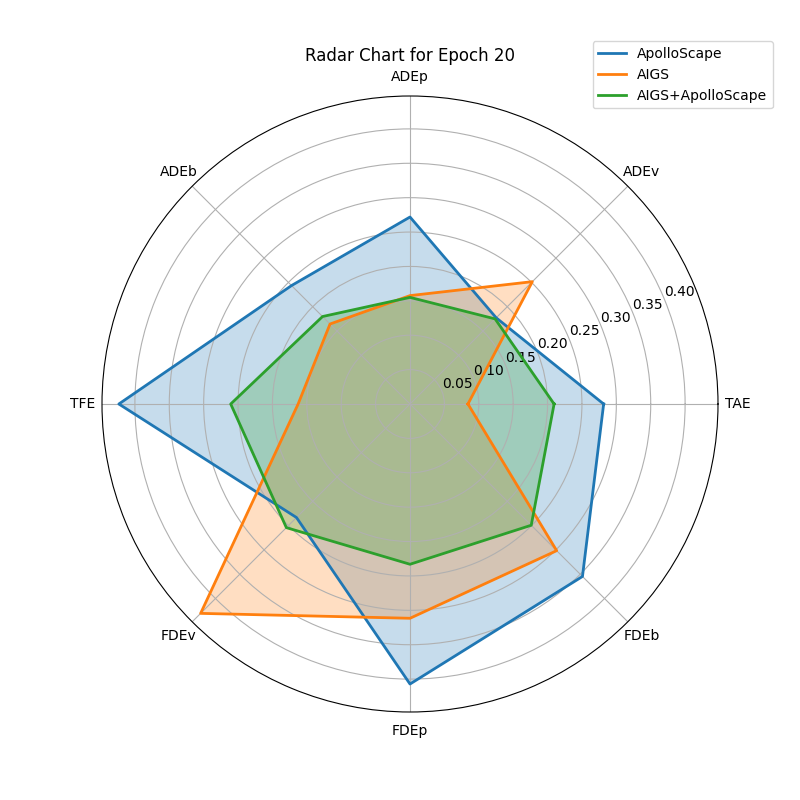 Radar Chart for Epoch 20
ApolloScape
AIGS
AIGS+ApolloScape
ADEp
ADEb
ADEv
0.40
0.35
0.30
0.25
0.20
0.15
0.10
0.05
TFE
TAE
FDEv
FDEb
FDEp